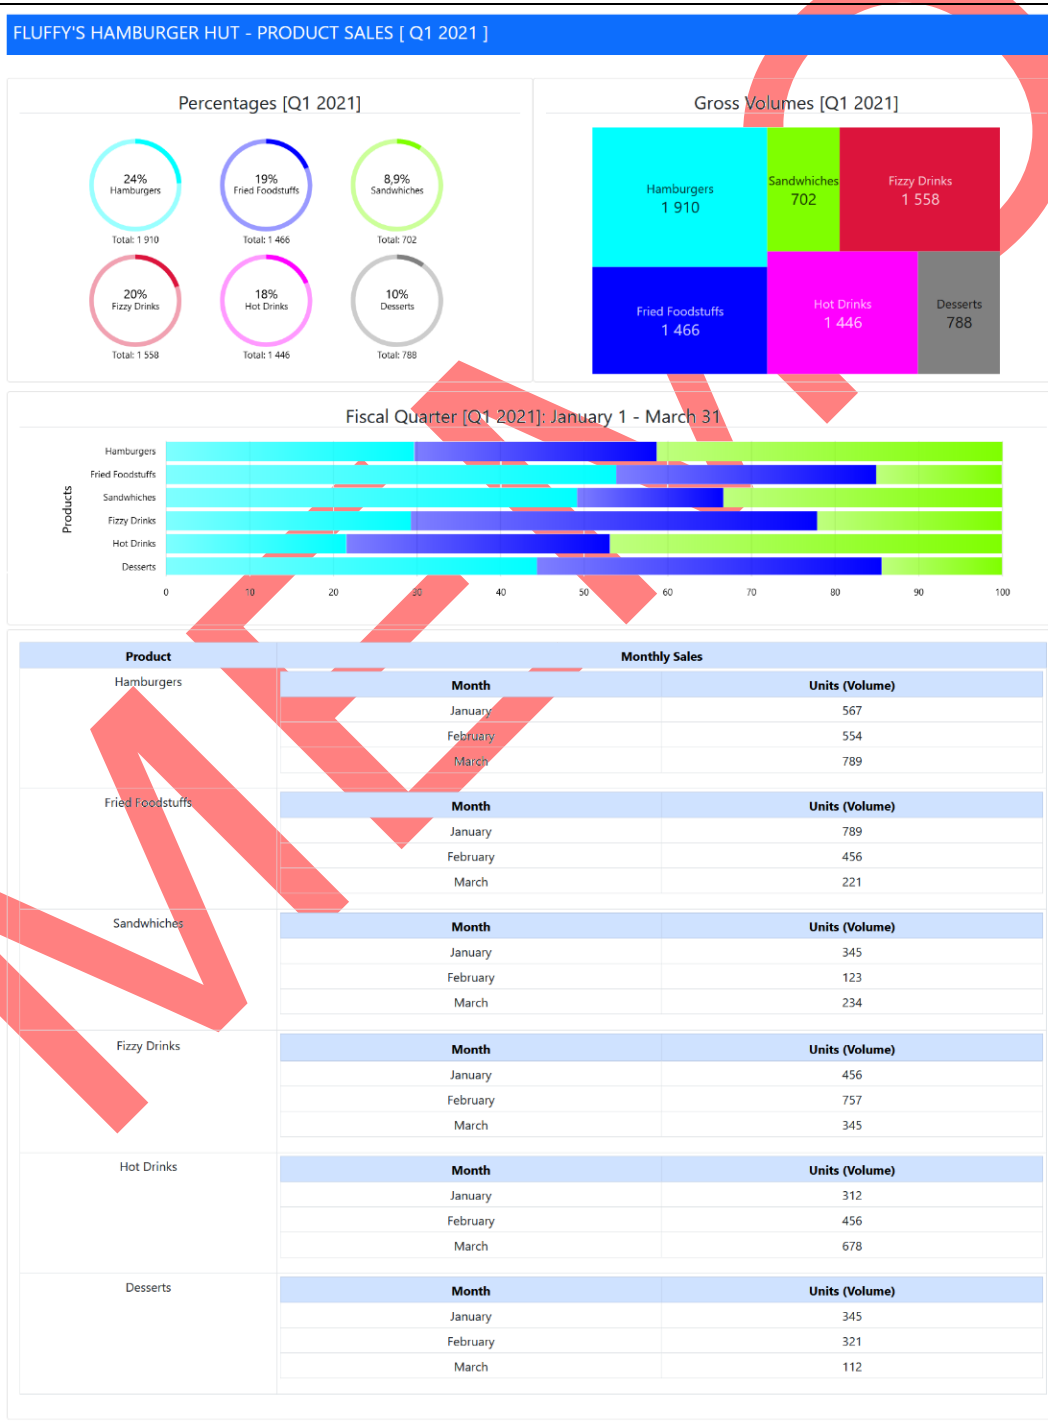 FLUFFY'S HAMBURGER HUT - PRODUCT SALES [ Q1 2021 ]
Percentages [Q1 2021]
24%
Hamburgers
Total: 1 910
19%
Fried Foodstuffs
Total: 1 466
8,9%
Sandwhiches
Total: 702
20%
Fizzy Drinks
Total: 1 558
18%
Hot Drinks
Total: 1 446
10%
Desserts
Total: 788
Gross Volumes [Q1 2021]
Hamburgers
1 910
Sandwhiches
702
Fizzy Drinks
1 558
Fried Foodstuffs
1 466
Hot Drinks
1 446
Desserts
788
Fiscal Quarter [Q1 2021]: January 1 - March 31
Products
Hamburgers
Fried Foodstuffs
Sandwhiches
Fizzy Drinks
Hot Drinks
Desserts
0 10 20 30 40 50 60 70 80 90 100
Product Monthly Sales
Hamburgers
Month Units (Volume)
January 567
February 554
March 789
Fried Foodstuffs
Month Units (Volume)
January 789
February 456
March 221
Sandwhiches
Month Units (Volume)
January 345
February 123
March 234
Fizzy Drinks
Month Units (Volume)
January 456
February 757
March 345
Hot Drinks
Month Units (Volume)
January 312
February 456
March 678
Desserts
Month Units (Volume)
January 345
February 321
March 112